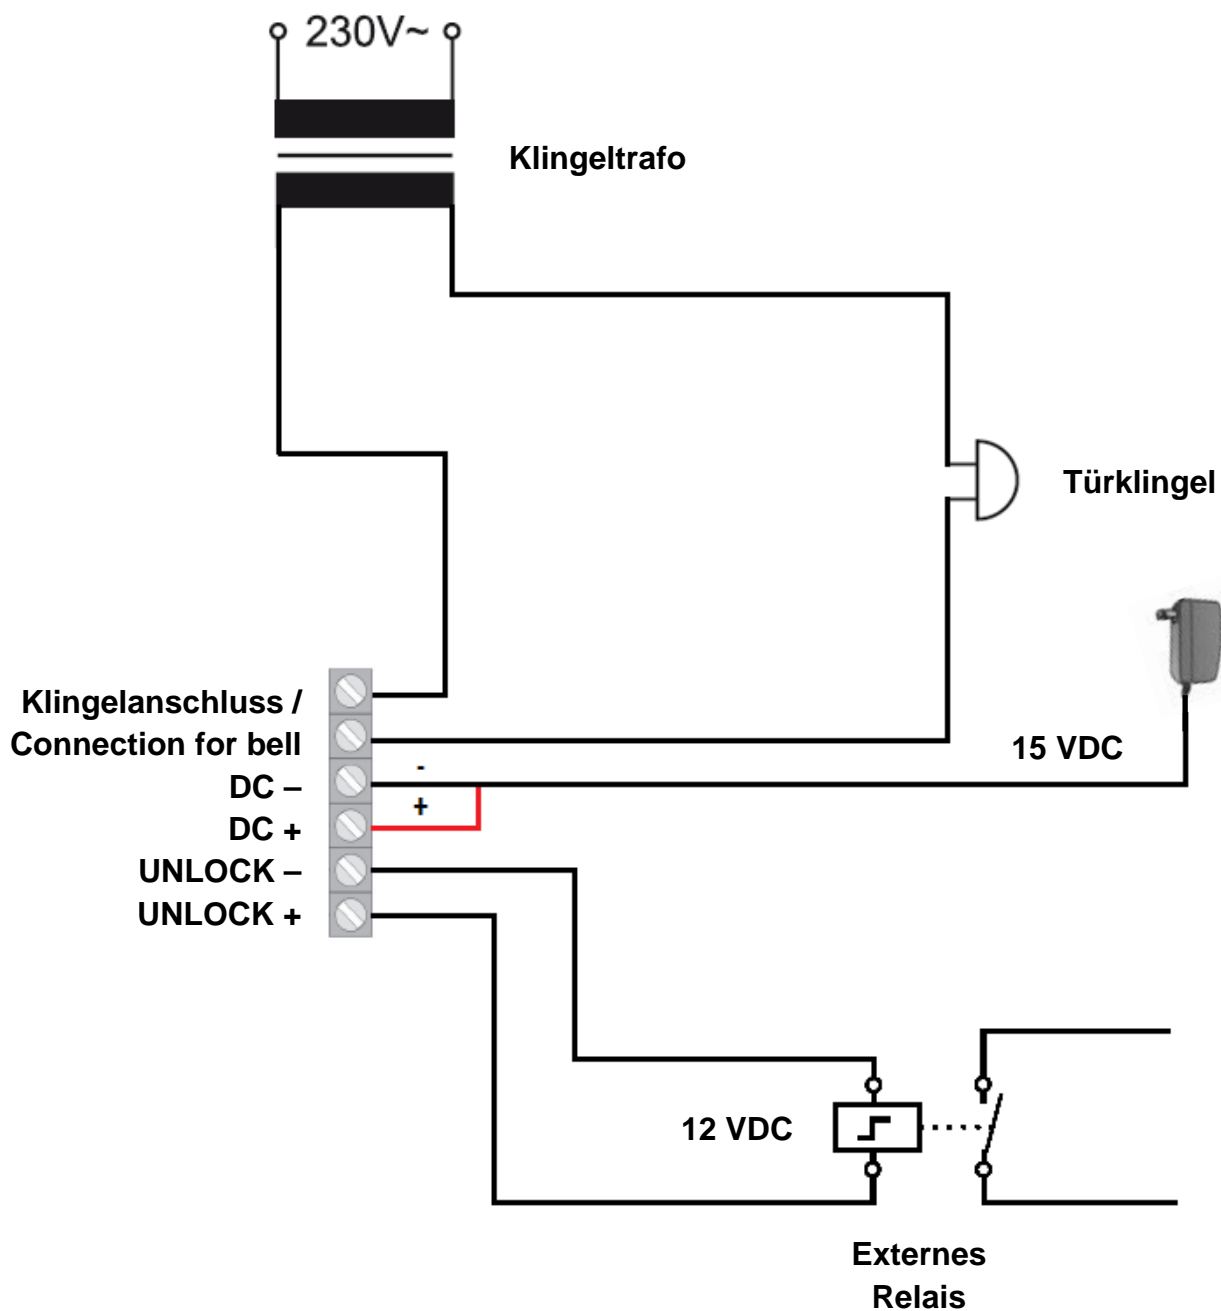 230V~
Klingeltrafo
Türklingel
Klingelanschluss /
Connection for bell
15 VDC
-
DC –
+
DC +
UNLOCK –
UNLOCK +
12 VDC
Externes
Relais